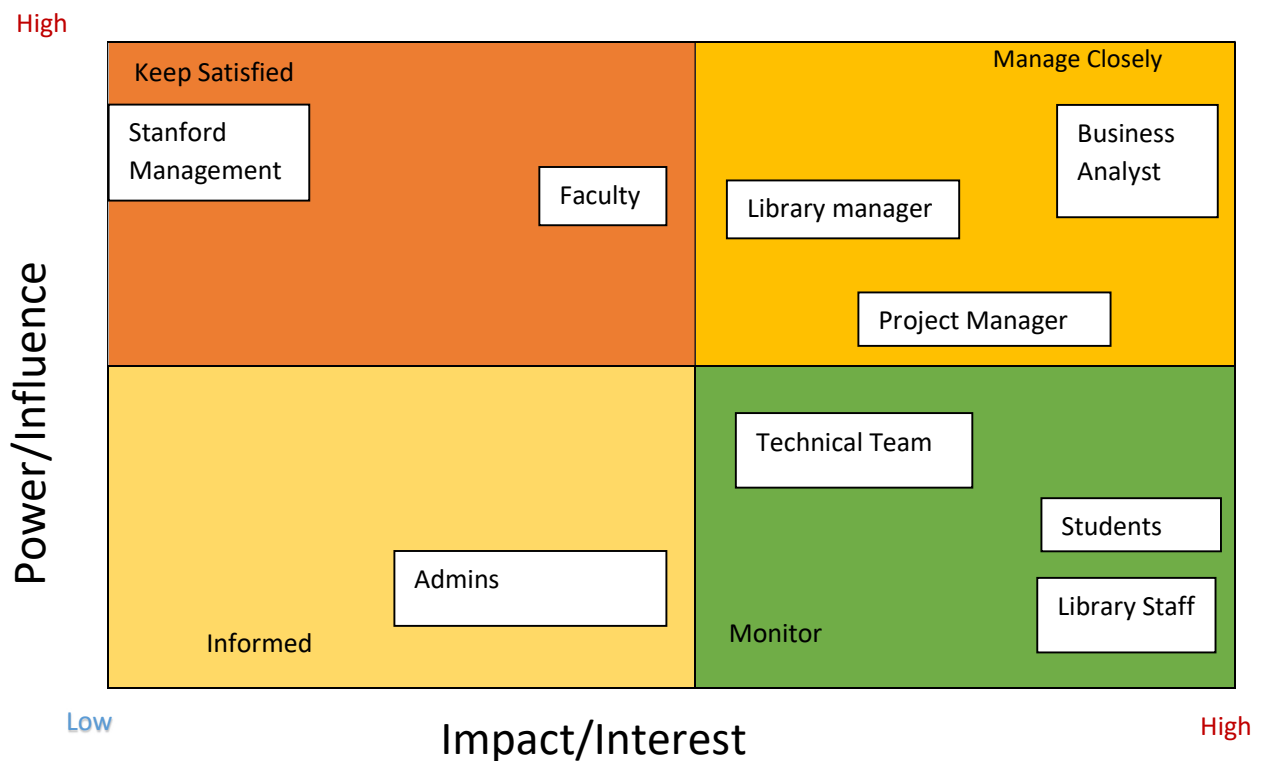 High
Keep Satisfied
Manage Closely
Stanford
Management
Faculty
Library manager
Business
Analyst
Project Manager
Power/Influence
Technical Team
Students
Admins
Library Staff
Informed
Monitor
Low
Impact/Interest
High